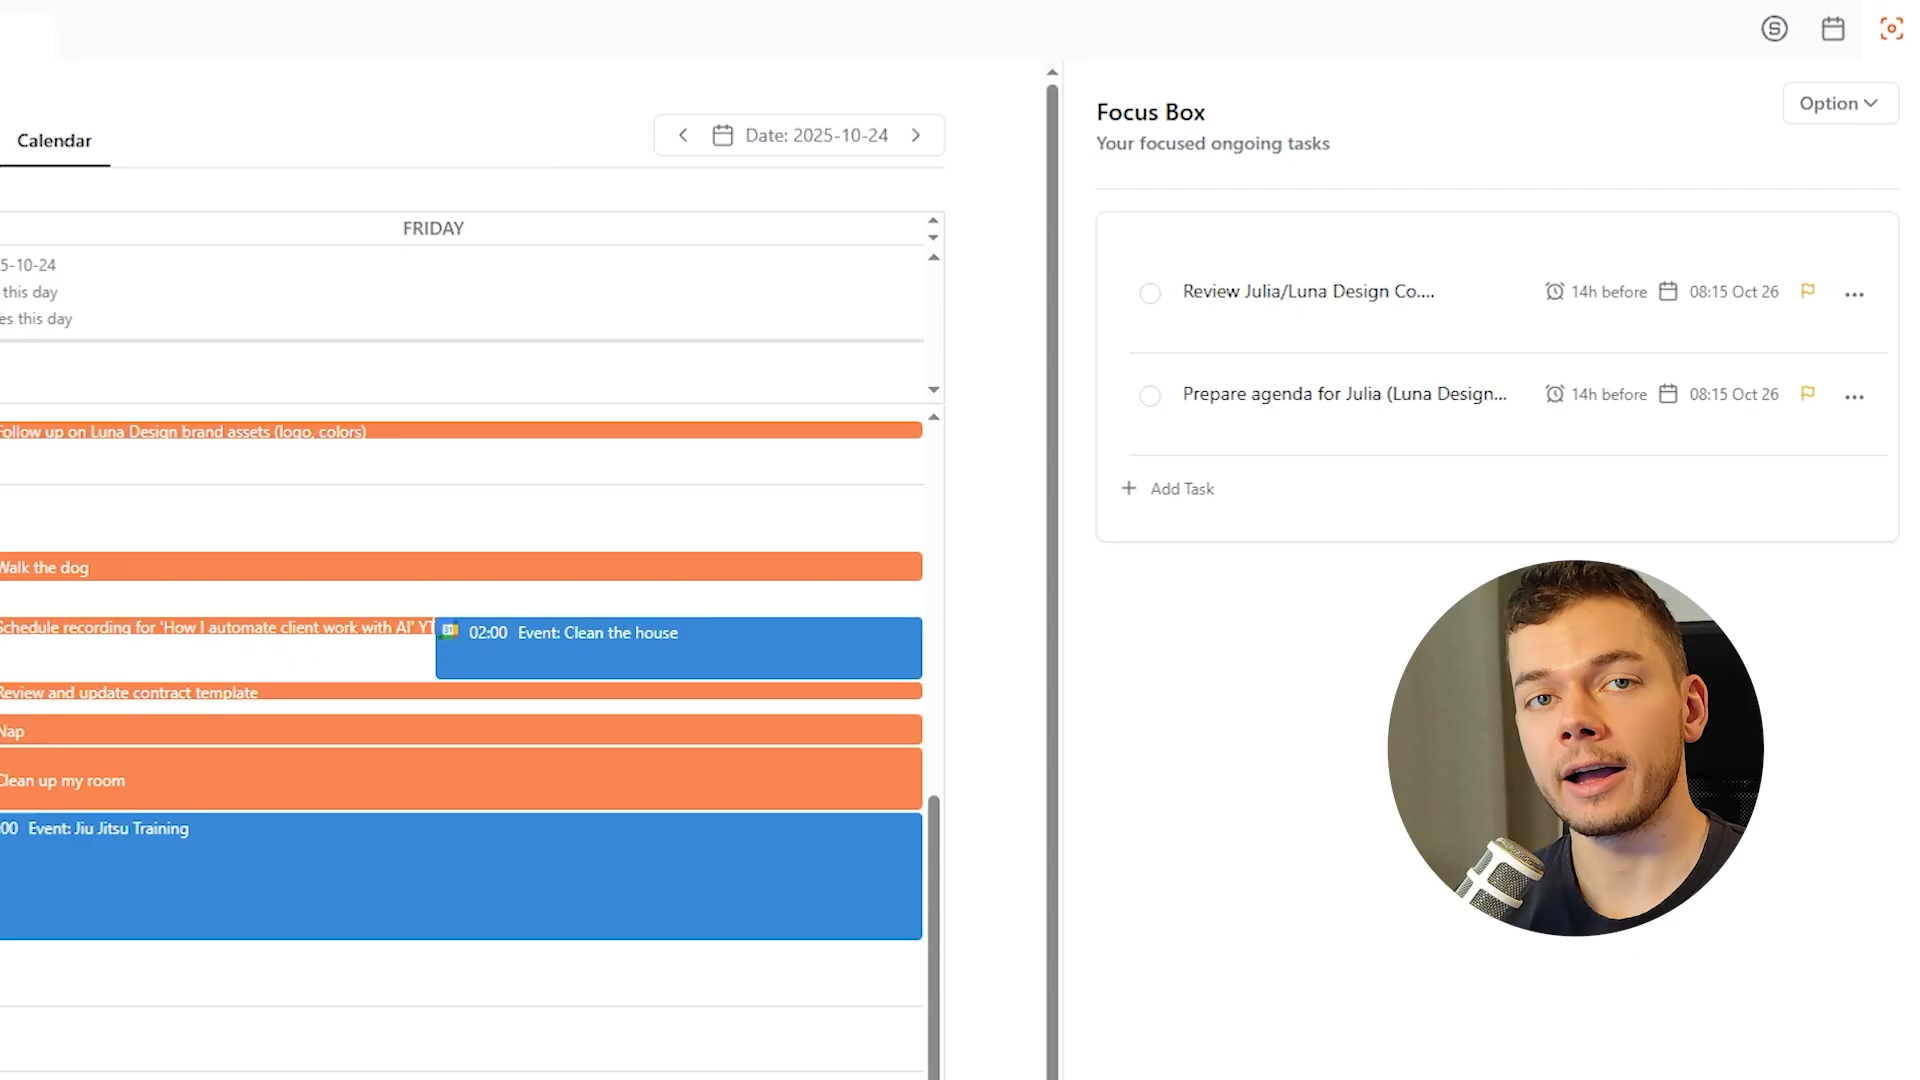 Calendar
Date: 2025-10-24
FRIDAY
5-10-24
this day
es this day
Follow up on Luna Design brand assets (logo, colors)
Walk the dog
Schedule recording for 'How I automate client work with AI' YT
31
02:00 Event: Clean the house
Review and update contract template
Nap
Clean up my room
:00 Event: Jiu Jitsu Training
S
Focus Box
Option
Your focused ongoing tasks
Review Julia/Luna Design Co.... 14h before 08:15 Oct 26
Prepare agenda for Julia (Luna Design... 14h before 08:15 Oct 26
+ Add Task